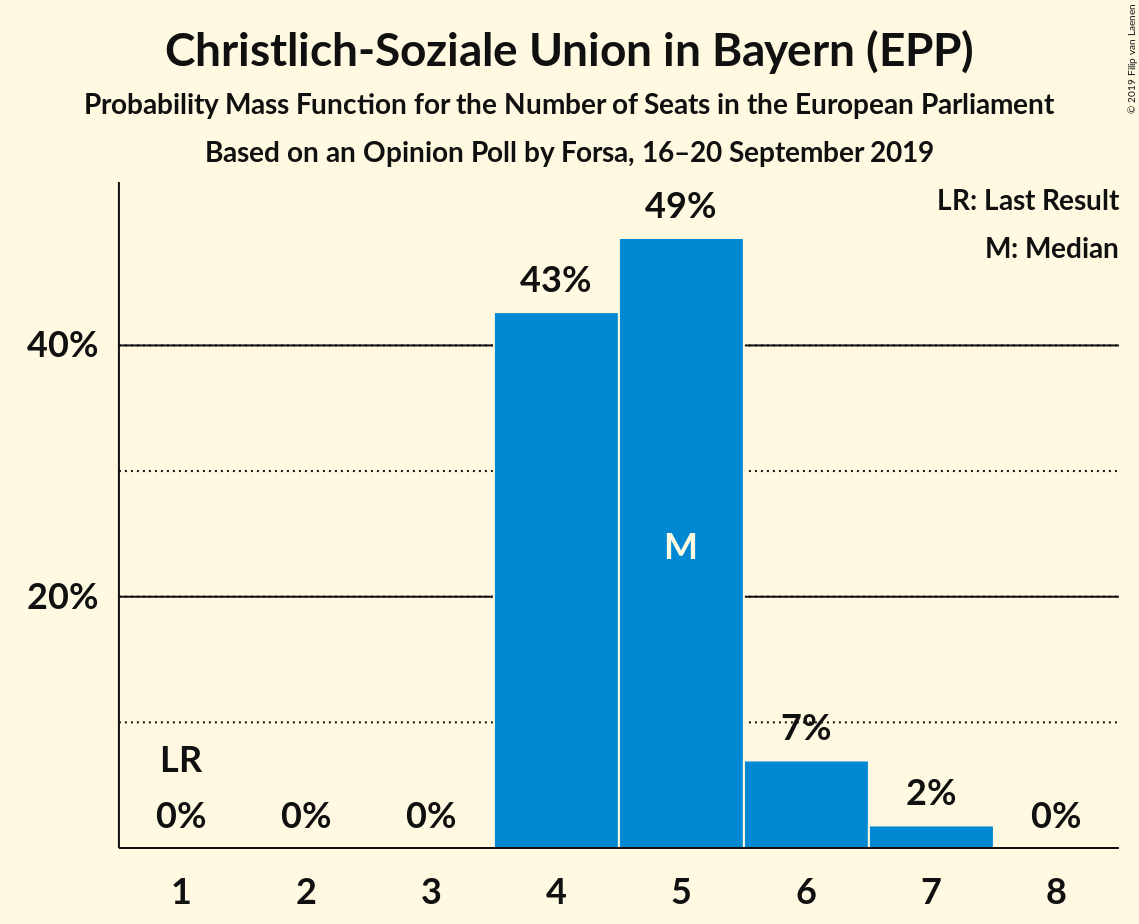 Christlich-Soziale Union in Bayern (EPP)
Probability Mass Function for the Number of Seats in the European Parliament
Based on an Opinion Poll by Forsa, 16–20 September 2019
© 2019 Filip van Laenen
LR: Last Result
M: Median
49%
43%
40%
M
20%
7%
LR
2%
0%
0%
0%
0%
1
2
3
4
5
6
7
8